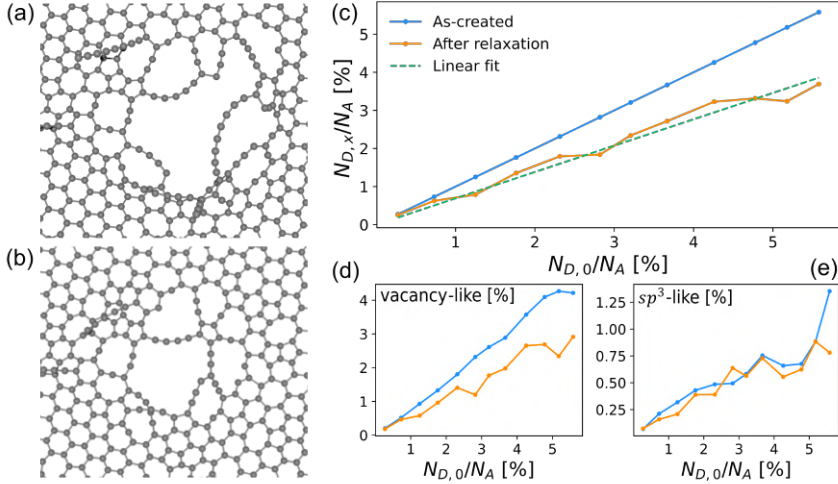 (a)
(b)
(c)
As-created
After relaxation
Linear fit
N_{D,x}/N_A [%]
5
4
3
2
1
0
1 2 3 4 5
N_{D,0}/N_A [%]
(d)
vacancy-like [%]
4
3
2
1
0
1 2 3 4 5
N_{D,0}/N_A [%]
(e)
sp³-like [%]
1.25
1.00
0.75
0.50
0.25
1 2 3 4 5
N_{D,0}/N_A [%]